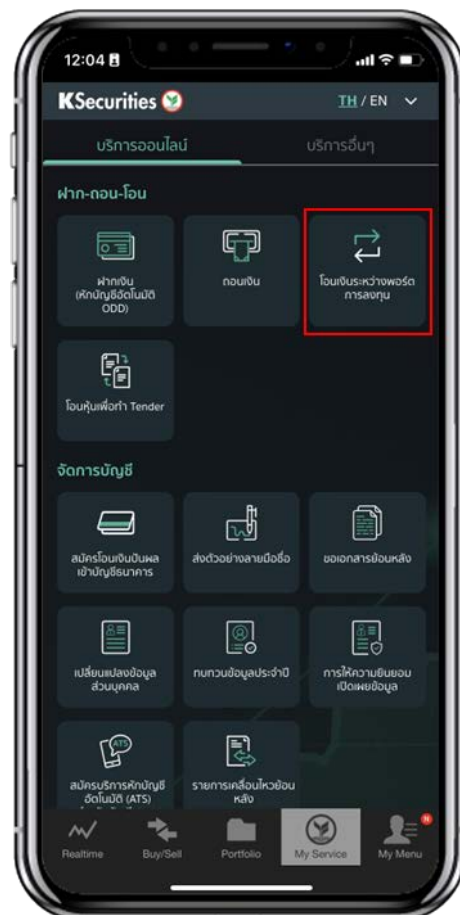 12:04
KSecurities
TH / EN
บริการออนไลน์
บริการอื่นๆ
ฝาก-ถอน-โอน
ฝากเงิน
(หักบัญชีอัตโนมัติ
ODD)
ถอนเงิน
โอนเงินระหว่างพอร์ต
การลงทุน
โอนหุ้นเพื่อทำ Tender
จัดการบัญชี
สมัครโอนเงินปันผล
เข้าบัญชีธนาคาร
ส่งตัวอย่างลายมือชื่อ
ขอเอกสารย้อนหลัง
เปลี่ยนแปลงข้อมูล
ส่วนบุคคล
ทบทวนข้อมูลประจำปี
การให้ความยินยอม
เปิดเผยข้อมูล
ATS
สมัครบริการหักบัญชี
อัตโนมัติ (ATS)
รายการเคลื่อนไหวย้อน
หลัง
Realtime
Buy/Sell
Portfolio
My Service
My Menu
N